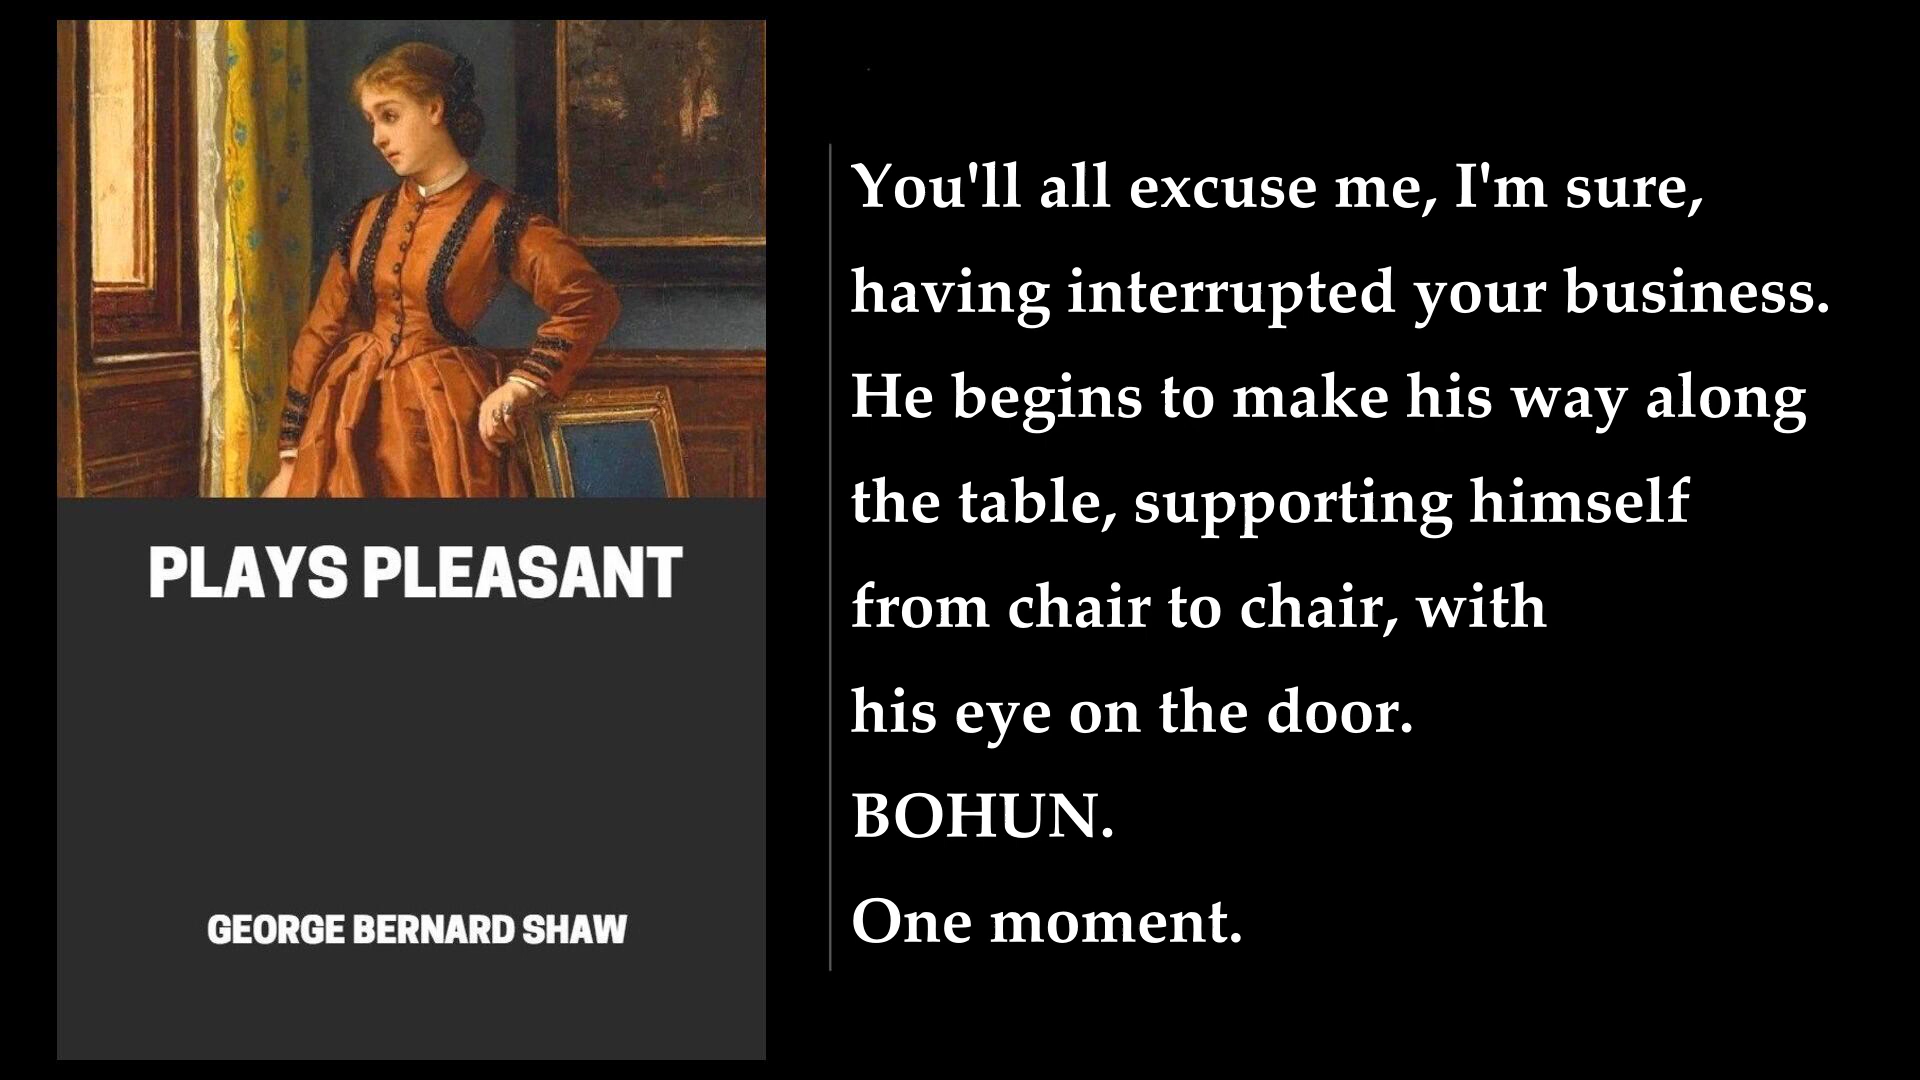 PLAYS PLEASANT
GEORGE BERNARD SHAW
You'll all excuse me, I'm sure,
having interrupted your business.
He begins to make his way along
the table, supporting himself
from chair to chair, with
his eye on the door.
BOHUN.
One moment.